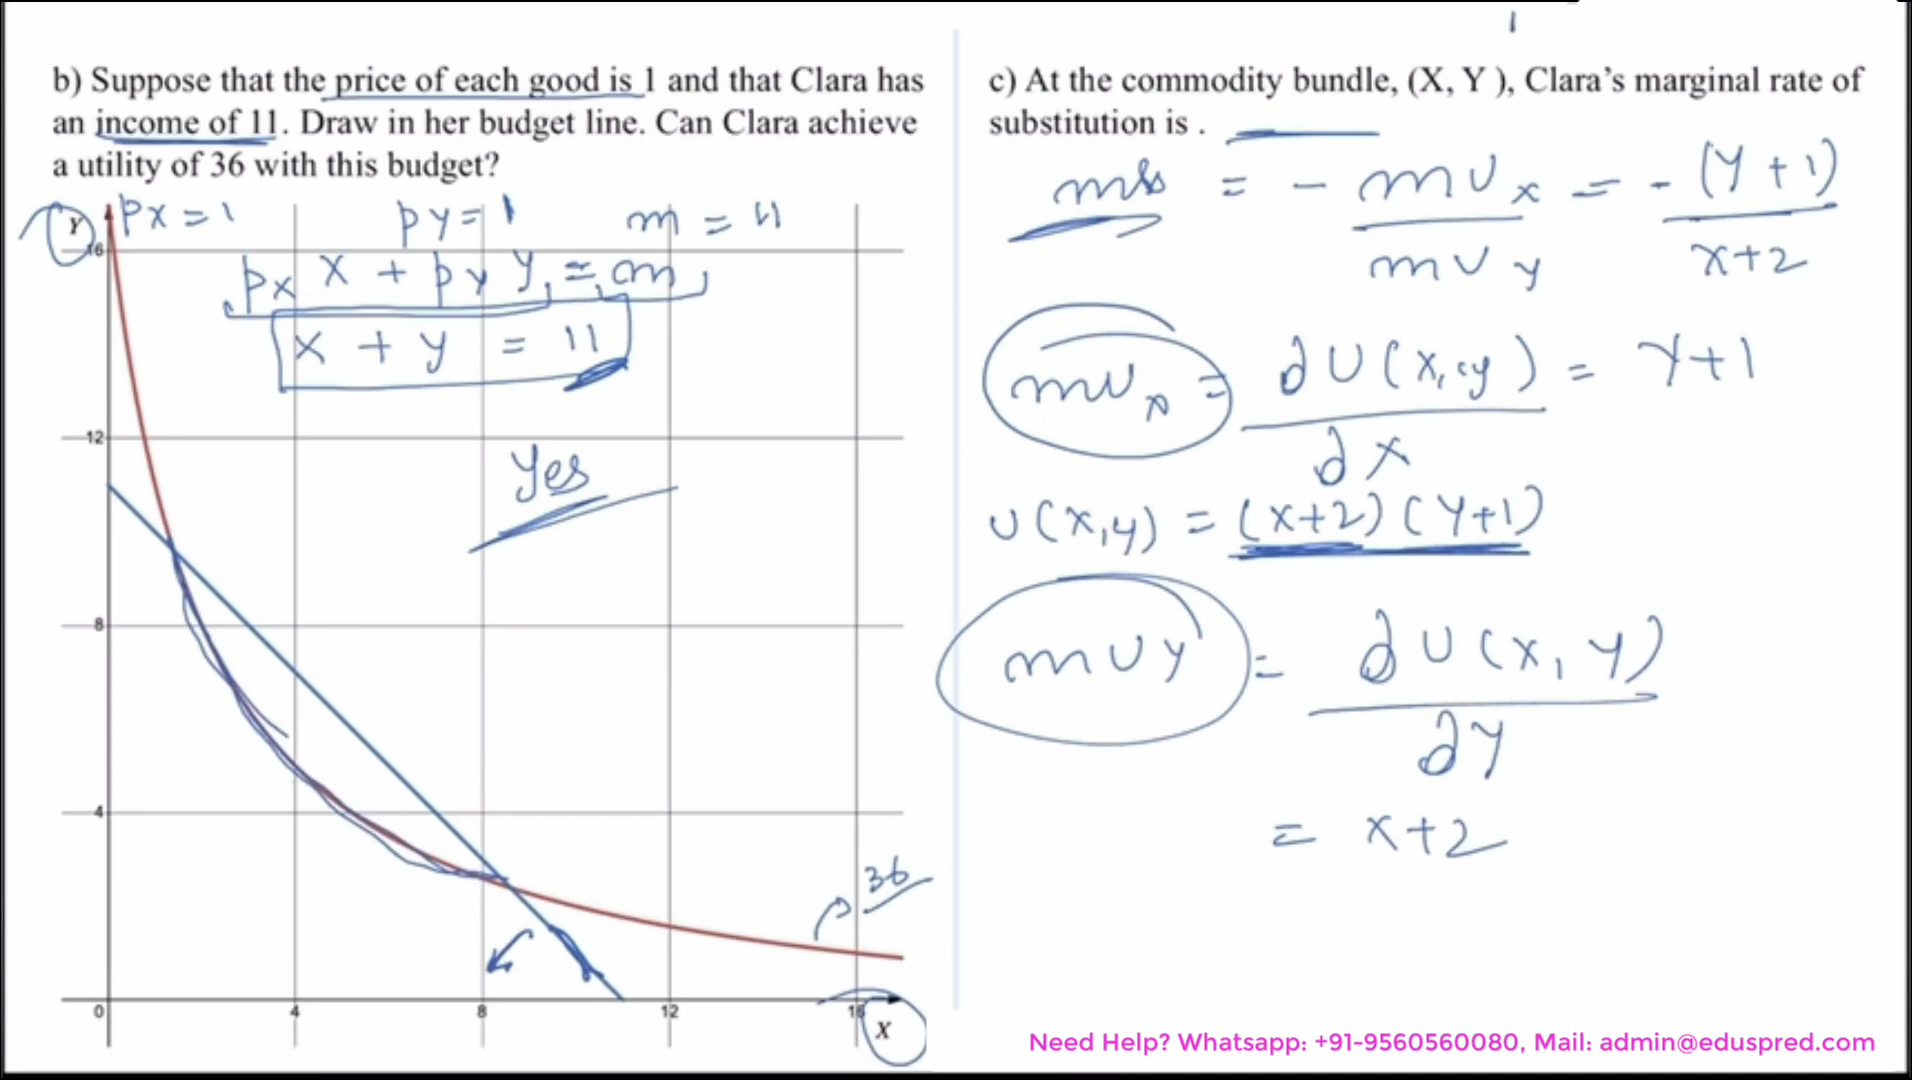 b) Suppose that the price of each good is 1 and that Clara has
an income of 11. Draw in her budget line. Can Clara achieve
a utility of 36 with this budget?
Y
Px = 1 Py = 1 m = 11
Px X + Py y = m
x + y = 11
Yes
36
16
12
8
4
0 4 8 12 16
X
c) At the commodity bundle, (X, Y ), Clara’s marginal rate of
substitution is .
= - MUx / MUy = - (Y+1) / x+2
MUx = ∂U(x,y) / ∂x = Y+1
U(x,y) = (x+2)(Y+1)
MUy = ∂U(x,y) / ∂y
= x+2
Need Help? Whatsapp: +91-9560560080, Mail: admin@eduspred.com